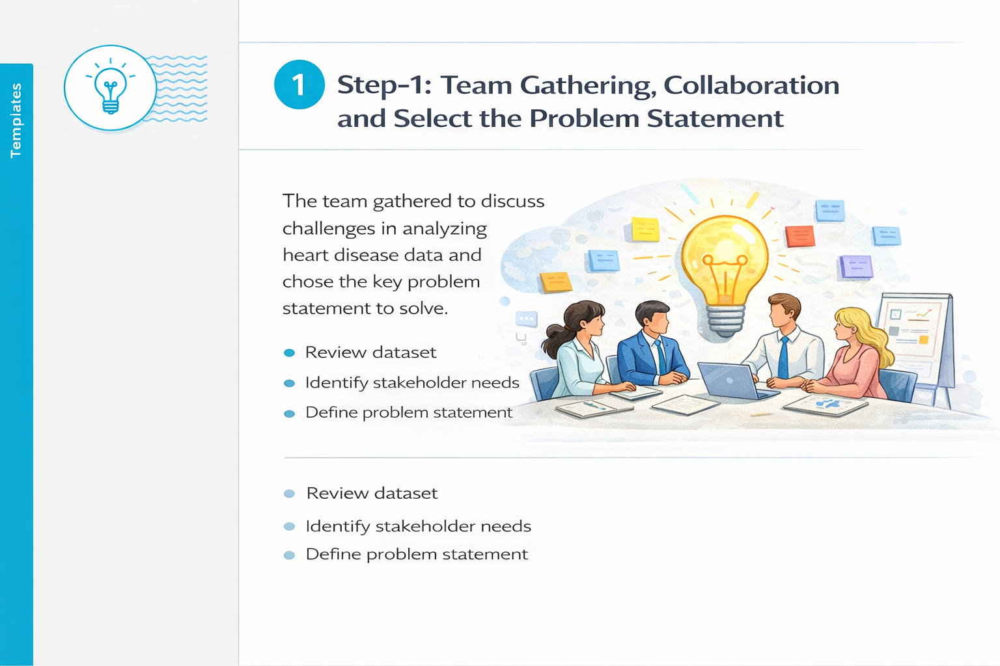 Templates
1
Step-1: Team Gathering, Collaboration
and Select the Problem Statement
The team gathered to discuss
challenges in analyzing
heart disease data and
chose the key problem
statement to solve.
Review dataset
Identify stakeholder needs
Define problem statement
Review dataset
Identify stakeholder needs
Define problem statement